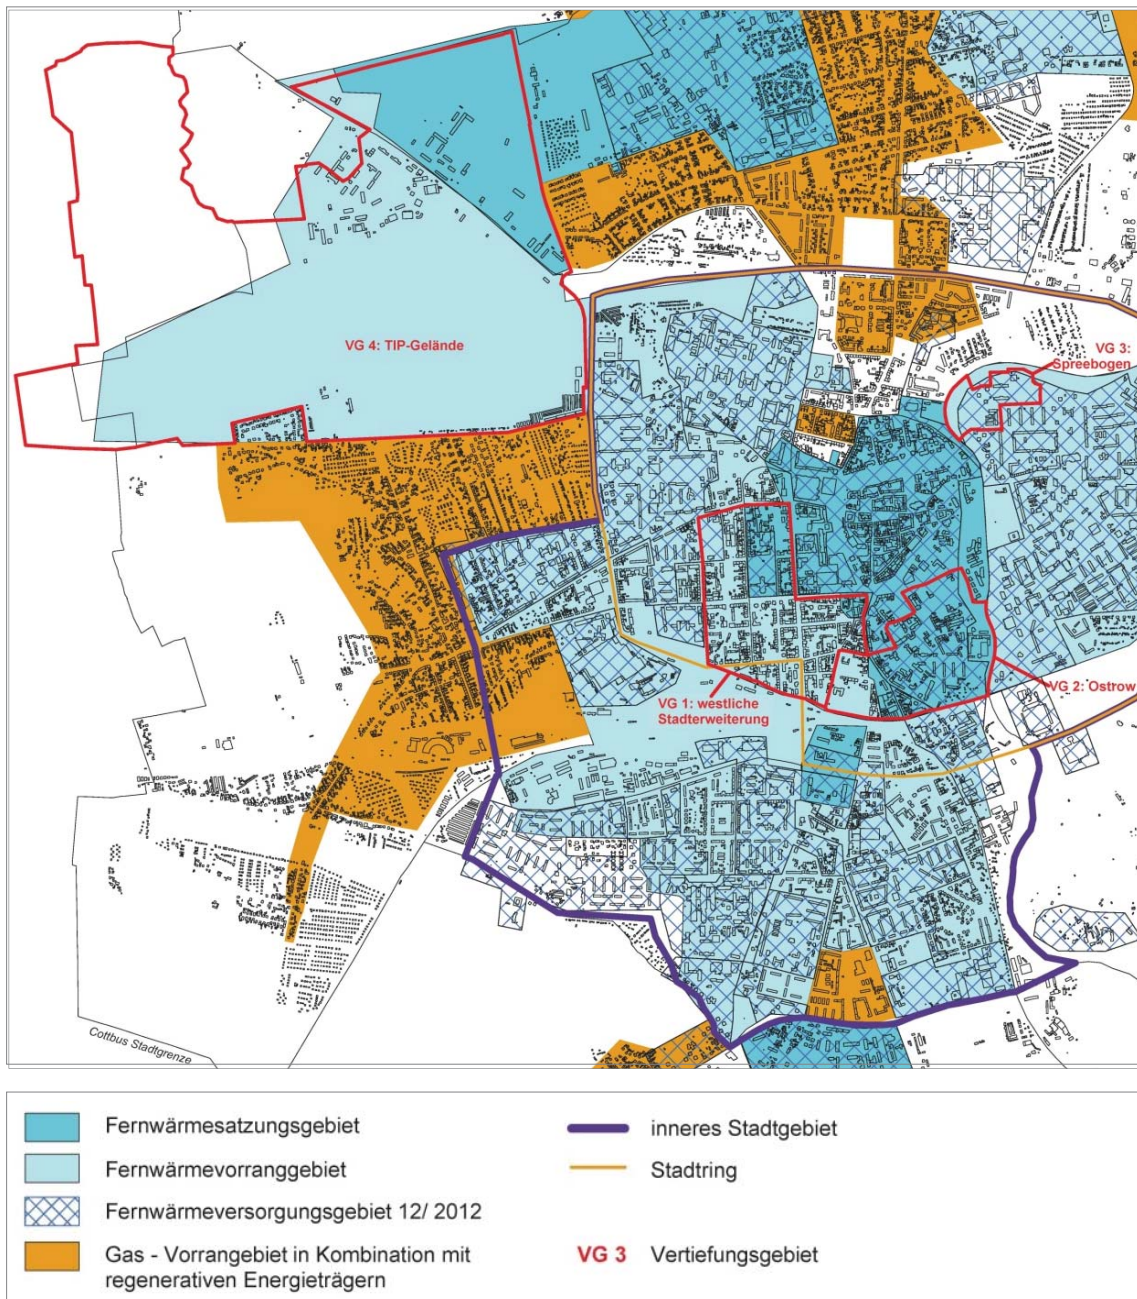 VG 4: TIP-Gelände
VG 3:
Spreebogen
VG 1: westliche
Stadterweiterung
VG 2: Ostrow
Cottbus Stadtgrenze
Fernwärmesatzungsgebiet
Fernwärmevorranggebiet
Fernwärmeversorgungsgebiet 12/ 2012
Gas - Vorrangebiet in Kombination mit
regenerativen Energieträgern
inneres Stadtgebiet
Stadtring
VG 3 Vertiefungsgebiet